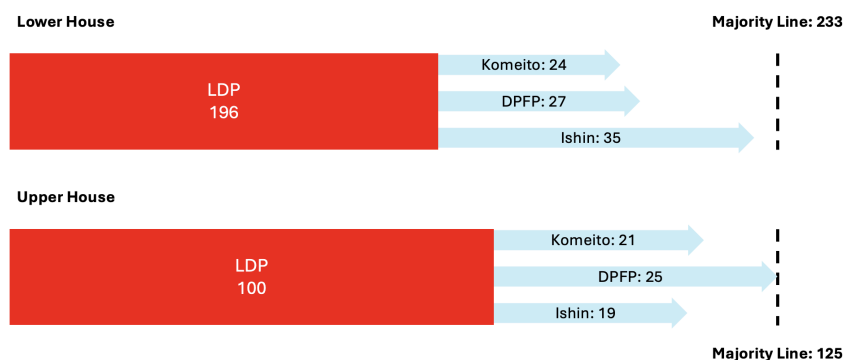 Lower House
Majority Line: 233
LDP
196
Komeito: 24
DPFP: 27
Ishin: 35
Upper House
LDP
100
Komeito: 21
DPFP: 25
Ishin: 19
Majority Line: 125